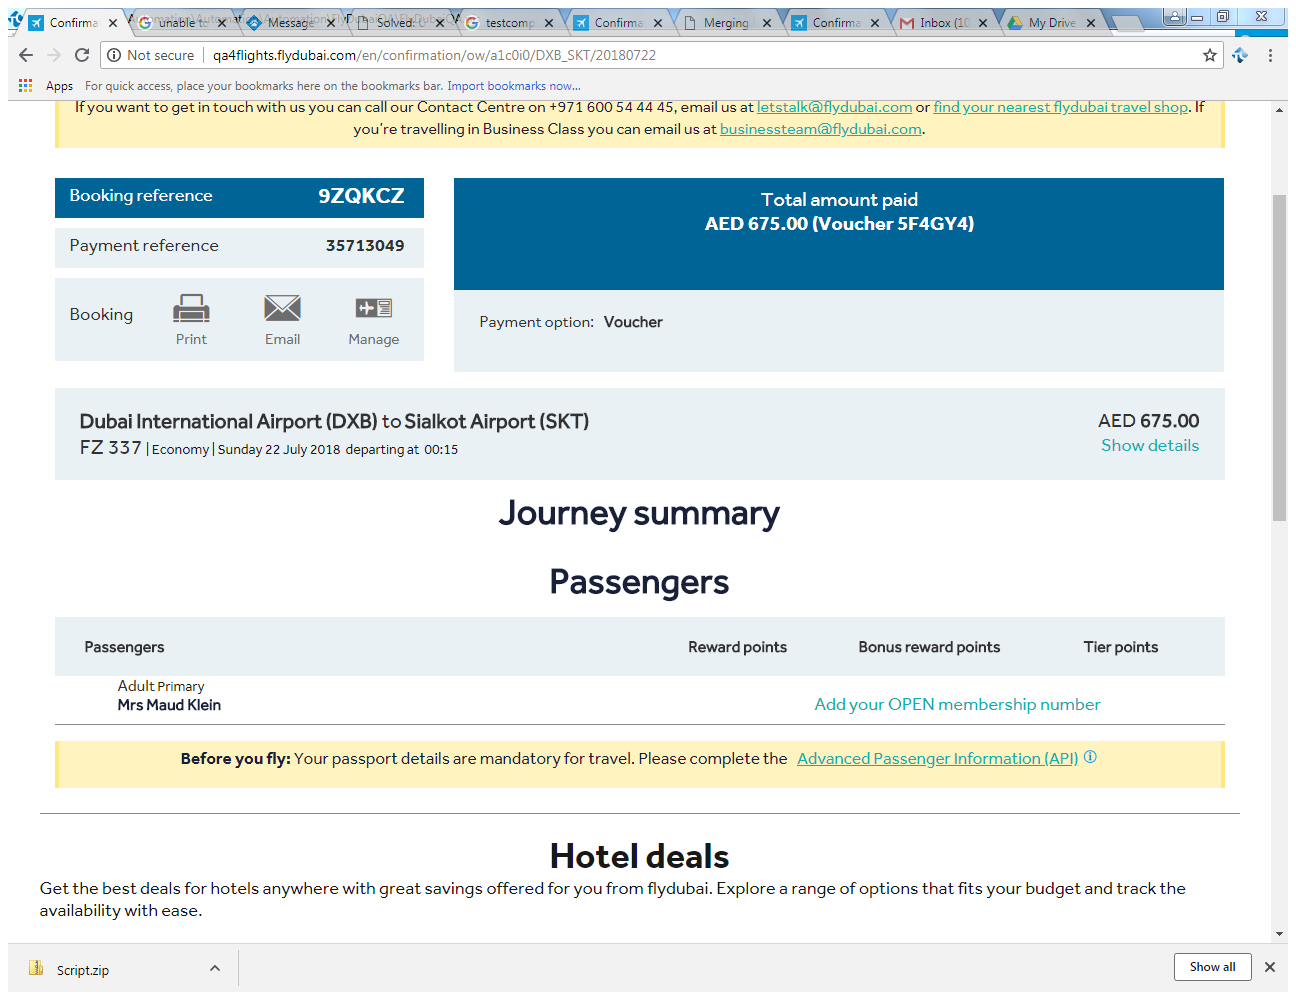 Confirma
unable to
Message
Solved:
testcomp
Confirma
Merging
Confirma
Inbox (10
My Drive
Not secure
qa4flights.flydubai.com/en/confirmation/ow/a1c0i0/DXB_SKT/20180722
Apps
For quick access, place your bookmarks here on the bookmarks bar. Import bookmarks now...
If you want to get in touch with us you can call our Contact Centre on +971 600 54 44 45, email us at letstalk@flydubai.com or find your nearest flydubai travel shop. If
you're travelling in Business Class you can email us at businessteam@flydubai.com.
Booking reference 9ZQKCZ
Payment reference 35713049
Booking
Print
Email
Manage
Total amount paid
AED 675.00 (Voucher 5F4GY4)
Payment option: Voucher
Dubai International Airport (DXB) to Sialkot Airport (SKT)
AED 675.00
FZ 337 | Economy | Sunday 22 July 2018 departing at 00:15
Show details
Journey summary
Passengers
Passengers Reward points Bonus reward points Tier points
Adult Primary
Mrs Maud Klein
Add your OPEN membership number
Before you fly: Your passport details are mandatory for travel. Please complete the Advanced Passenger Information (API)
Hotel deals
Get the best deals for hotels anywhere with great savings offered for you from flydubai. Explore a range of options that fits your budget and track the
availability with ease.
Script.zip
Show all